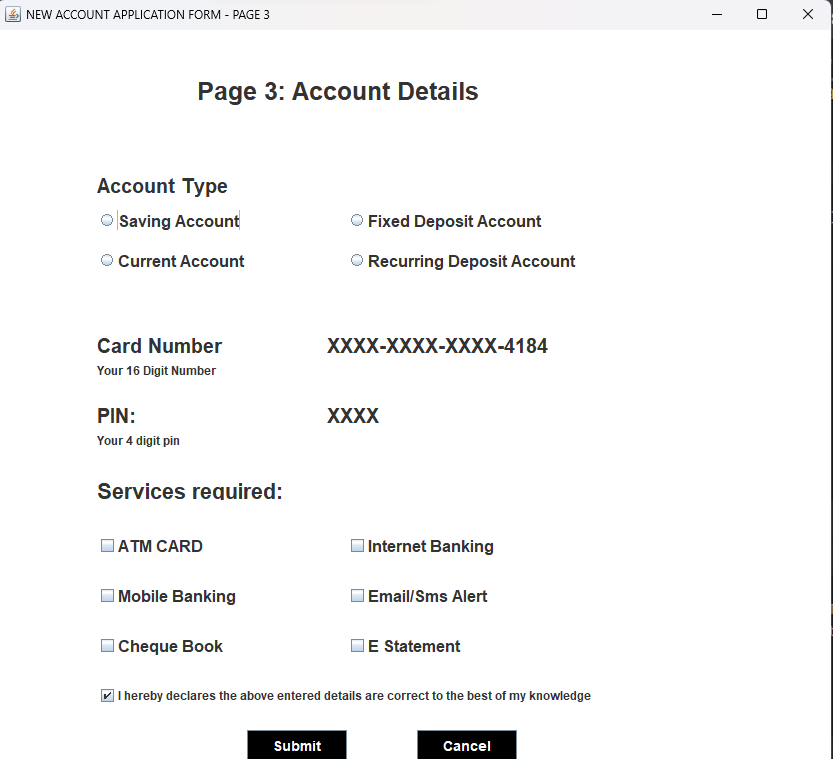 NEW ACCOUNT APPLICATION FORM - PAGE 3
Page 3: Account Details
Account Type
Saving Account Fixed Deposit Account
Current Account Recurring Deposit Account
Card Number XXXX-XXXX-XXXX-4184
Your 16 Digit Number
PIN: XXXX
Your 4 digit pin
Services required:
ATM CARD Internet Banking
Mobile Banking Email/Sms Alert
Cheque Book E Statement
I hereby declares the above entered details are correct to the best of my knowledge
Submit Cancel